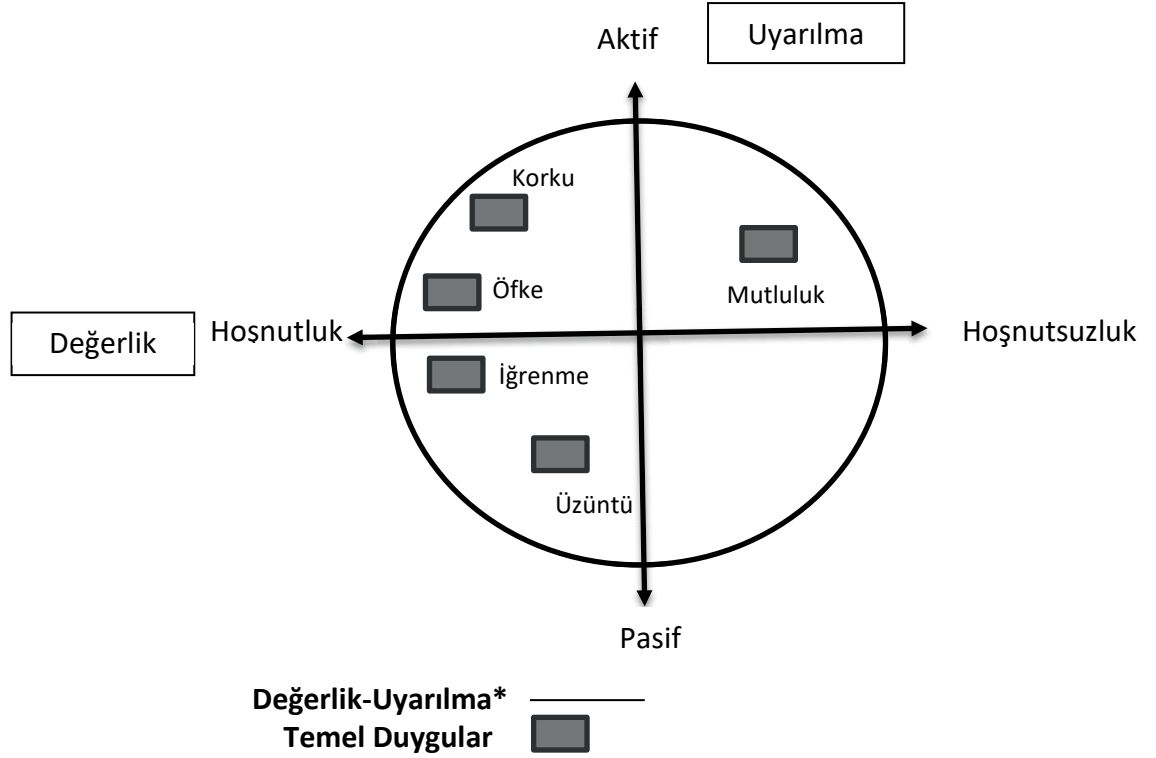 Aktif
Uyarılma
Korku
Öfke
Mutluluk
Değerlik
Hoşnutluk
Hoşnutsuzluk
İğrenme
Üzüntü
Pasif
Değerlik-Uyarılma*
Temel Duygular